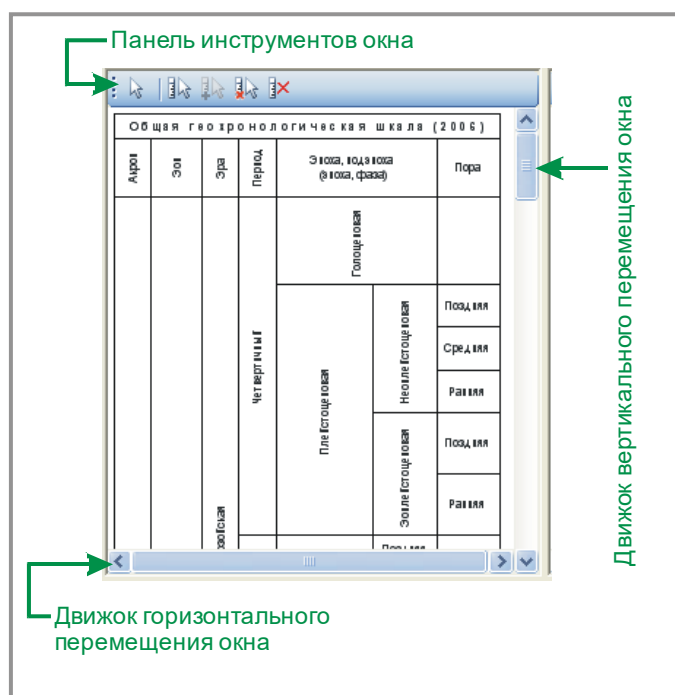 Панель инструментов окна
Общая геохронологическая шкала (2006)
Акрон
Эон
Эра
Период
Эпоха, подэпоха
(эпоха, фаза)
Пора
Голоценовая
Четвертичный
Плейстоценовая
Неоплейстоценовая
Поздняя
Средняя
Ранняя
Эоплейстоценовая
Поздняя
Ранняя
Движок вертикального перемещения окна
Движок горизонтального
перемещения окна